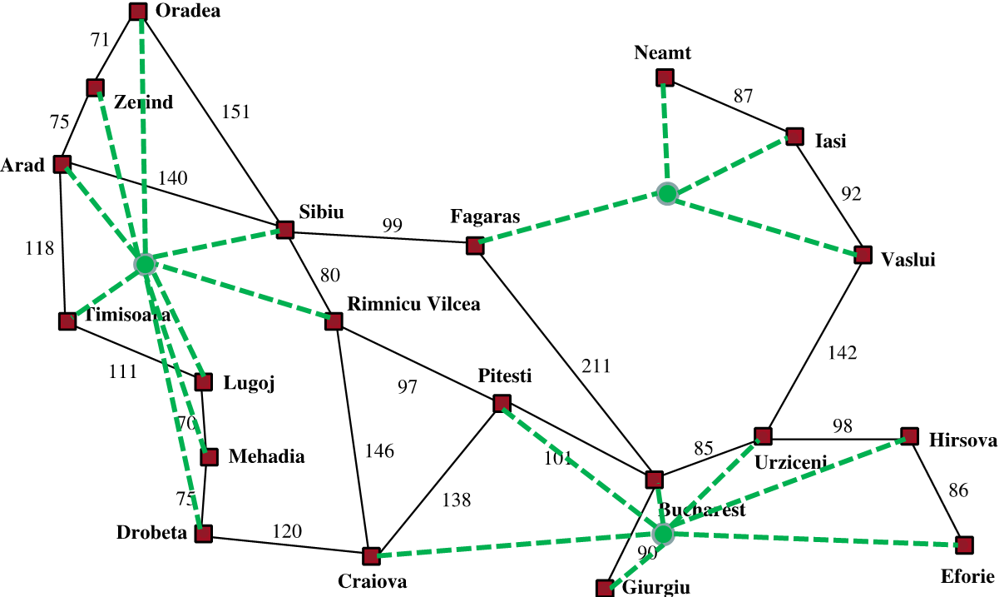 Oradea
71
Neamt
Zerind
87
151
75
Iasi
Arad
140
92
Sibiu
Fagaras
99
118
Vaslui
80
Rimnicu Vilcea
Timisoara
142
211
111
Pitesti
Lugoj
97
70
98
Hirsova
146
85
Mehadia
101
Urziceni
86
75
138
Bucharest
Drobeta
120
90
Eforie
Craiova
Giurgiu